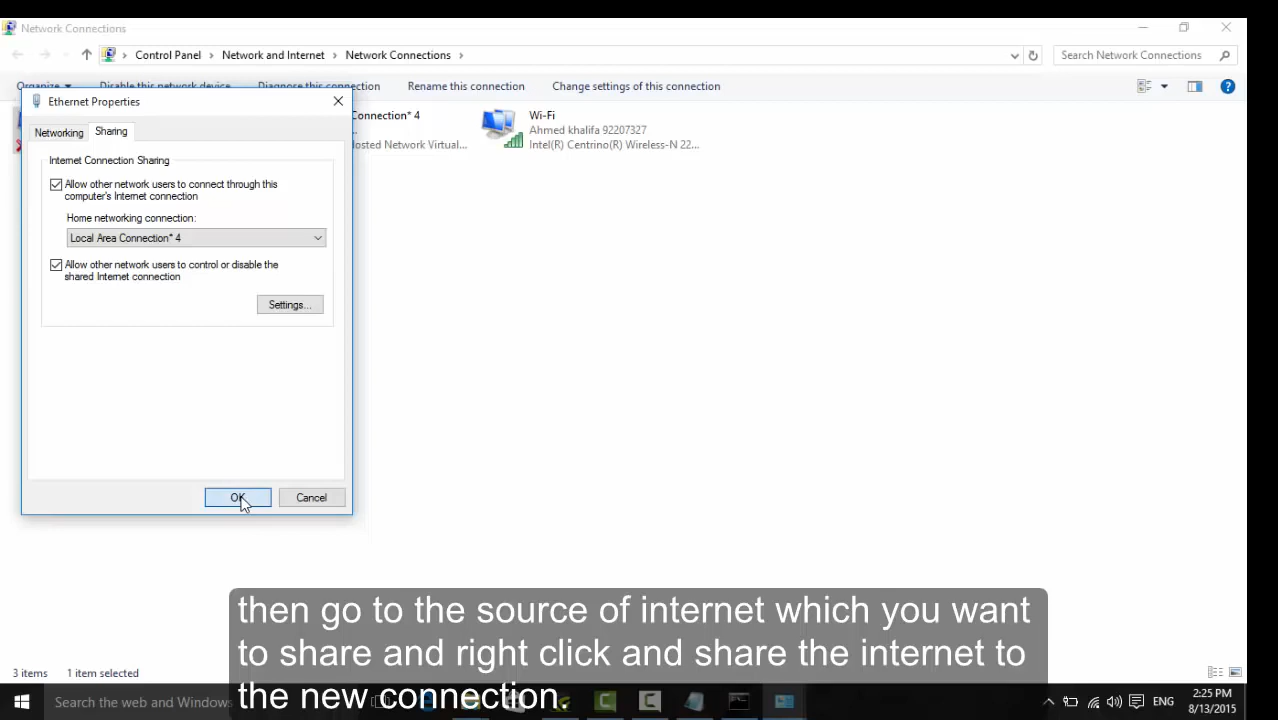 Network Connections
Control Panel > Network and Internet > Network Connections >
Search Network Connections
Organize
Disable this network device
Diagnose this connection
Rename this connection
Change settings of this connection
Ethernet Properties
Networking
Sharing
Internet Connection Sharing
Allow other network users to connect through this
computer's Internet connection
Home networking connection:
Local Area Connection* 4
Allow other network users to control or disable the
shared Internet connection
Settings...
OK
Cancel
onnection* 4
...
osted Network Virtual...
Wi-Fi
Ahmed khalifa 92207327
Intel(R) Centrino(R) Wireless-N 22...
then go to the source of internet which you want
to share and right click and share the internet to
the new connection.
3 items
1 item selected
Search the web and Windows
ENG
2:25 PM
8/13/2015